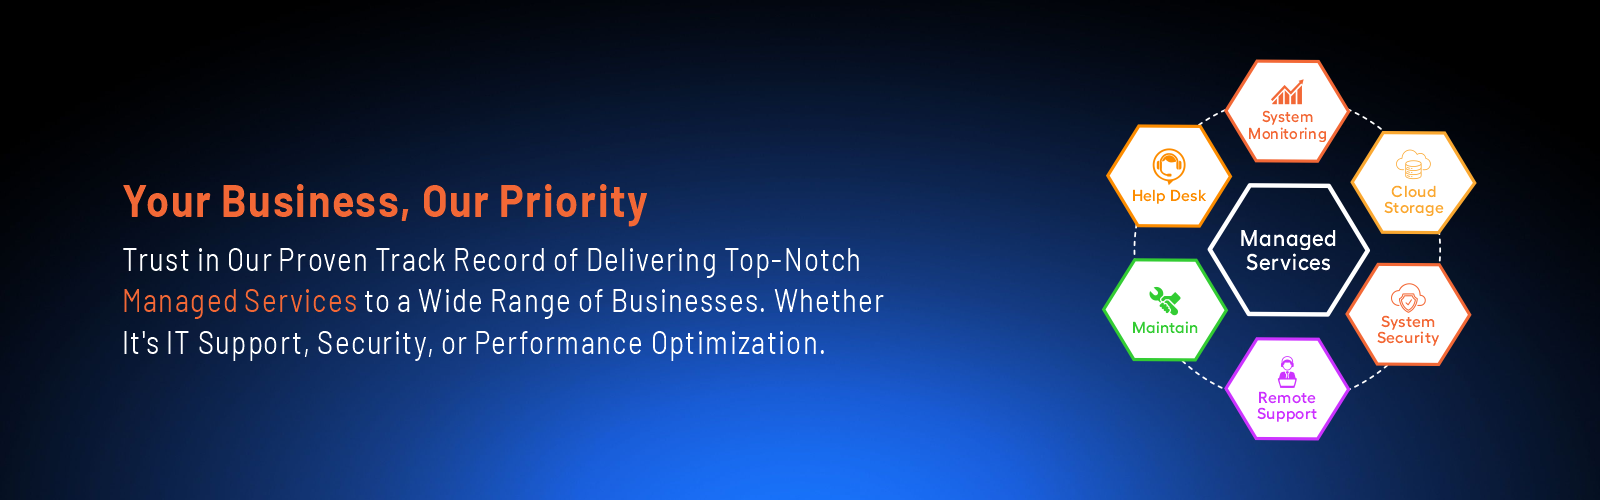 Your Business, Our Priority
Trust in Our Proven Track Record of Delivering Top-Notch
Managed Services to a Wide Range of Businesses. Whether
It's IT Support, Security, or Performance Optimization.
System
Monitoring
Help Desk
Cloud
Storage
Managed
Services
Maintain
System
Security
Remote
Support